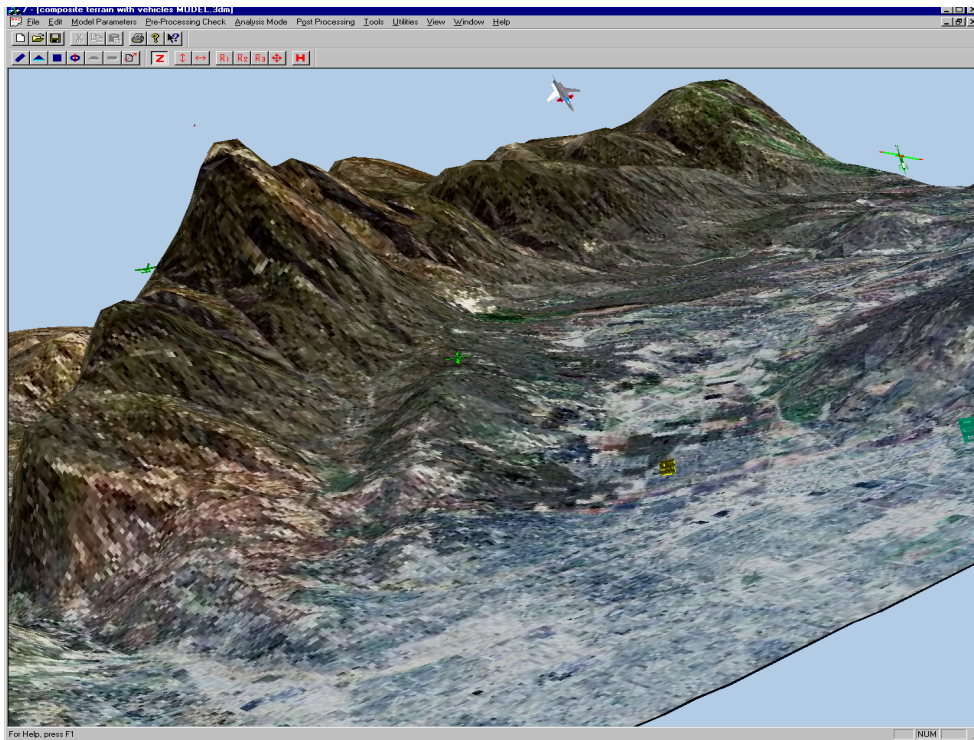 7 - [composite terrain with vehicles MODEL.3dm]
File Edit Model Parameters Pre-Processing Check Analysis Mode Post Processing Tools Utilities View Window Help
Z R1 R2 R3 H
For Help, press F1 NUM